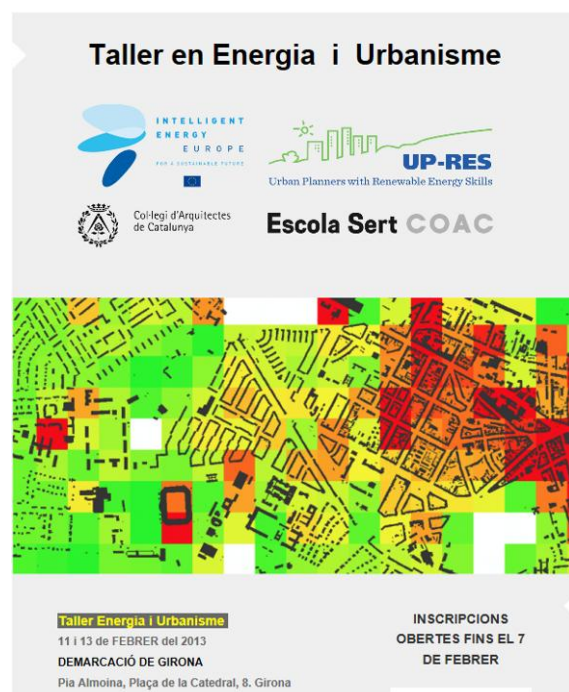 Taller en Energia i Urbanisme
INTELLIGENT
ENERGY
EUROPE
FOR A SUSTAINABLE FUTURE
UP-RES
Urban Planners with Renewable Energy Skills
Col·legi d'Arquitectes
de Catalunya
Escola Sert COAC
Taller Energia i Urbanisme
11 i 13 de FEBRER del 2013
DEMARCACIÓ DE GIRONA
Pia Almoina, Plaça de la Catedral, 8. Girona
INSCRIPCIONS
OBERTES FINS EL 7
DE FEBRER